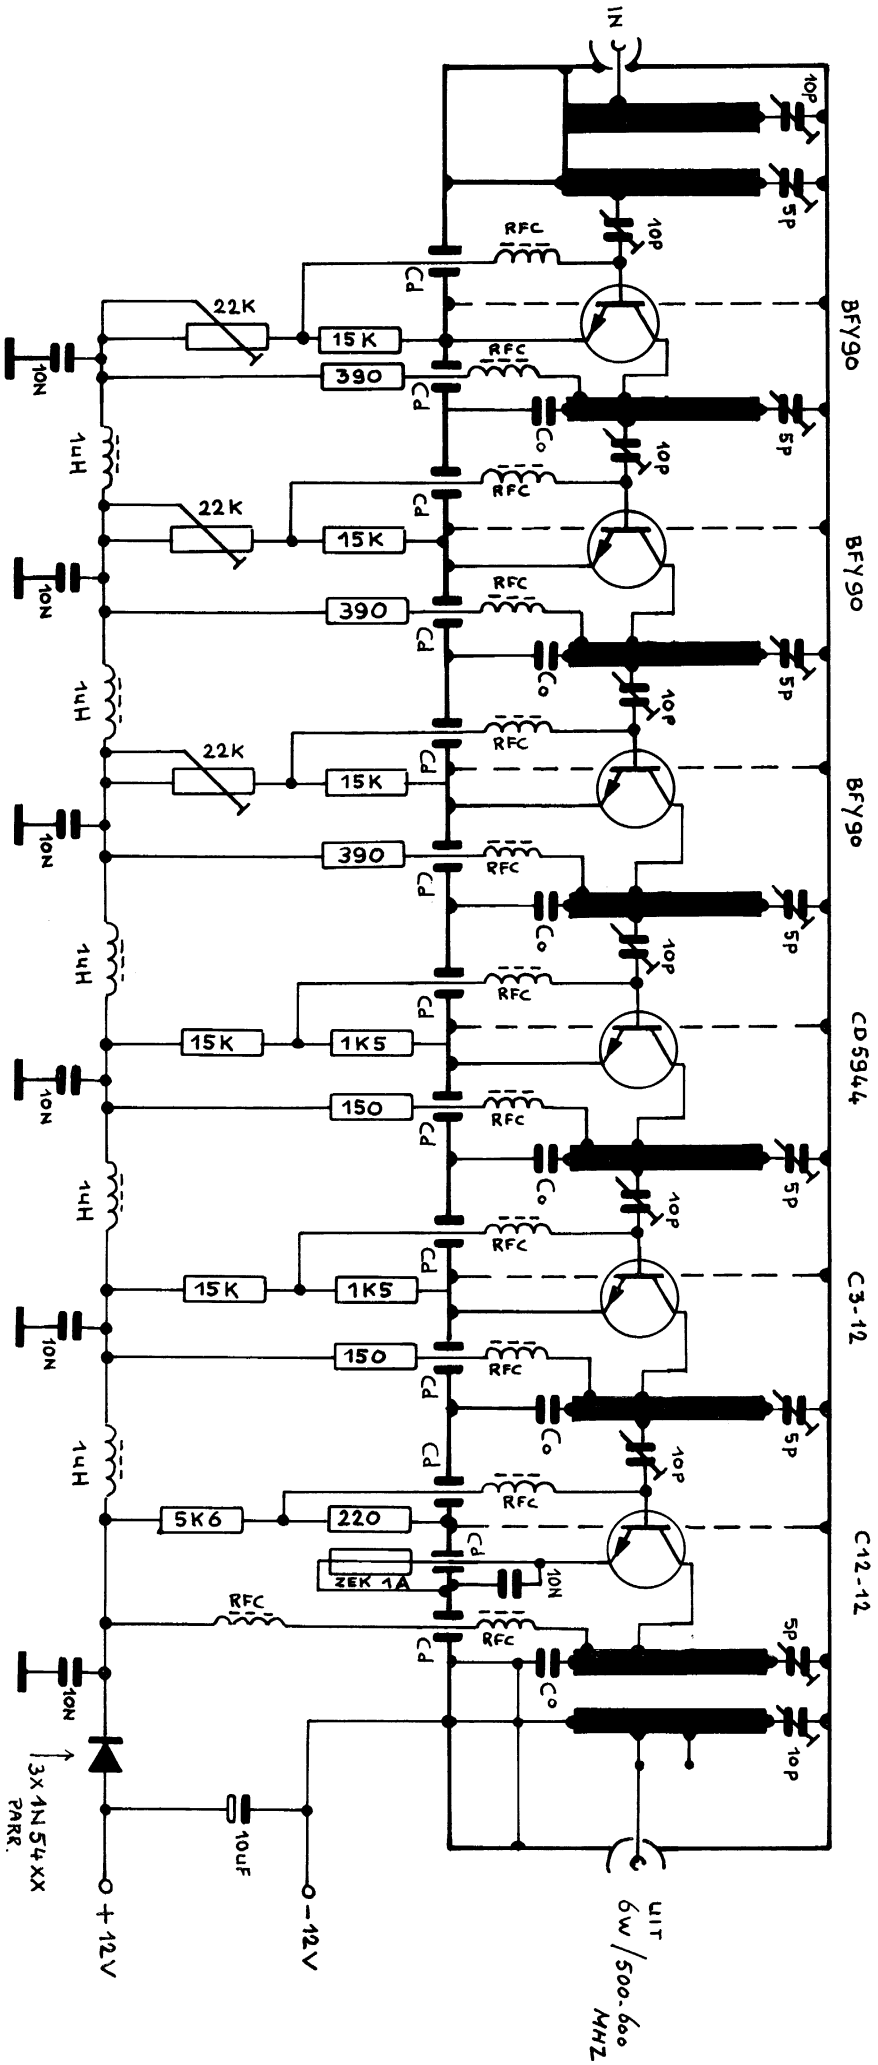 IN
10p
5p
10p
RFC
Cd
BFY90
22K
15K
10N
RFC
390
Cd
Co
5p
1uH
10p
RFC
Cd
BFY90
22K
15K
10N
RFC
390
Cd
Co
5p
1uH
10p
RFC
Cd
BFY90
22K
15K
10N
390
RFC
Cd
Co
5p
1uH
10p
RFC
Cd
CD5944
15K
1K5
10N
150
RFC
Cd
Co
5p
1uH
10p
RFC
Cd
C3-12
15K
1K5
10N
150
RFC
Cd
Co
5p
1uH
10p
Cd
RFC
C12-12
5K6
220
Cd
ZEK 1A
10N
RFC
RFC
Cd
Co
5p
10N
10p
3X 1N54XX
PARR.
10uF
+12V
-12V
UIT
6W/500-600
MHZ